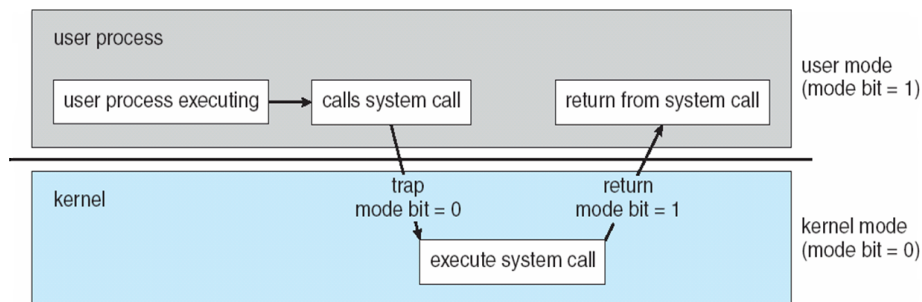 user process
user process executing
calls system call
return from system call
user mode
(mode bit = 1)
trap
mode bit = 0
return
mode bit = 1
kernel
execute system call
kernel mode
(mode bit = 0)